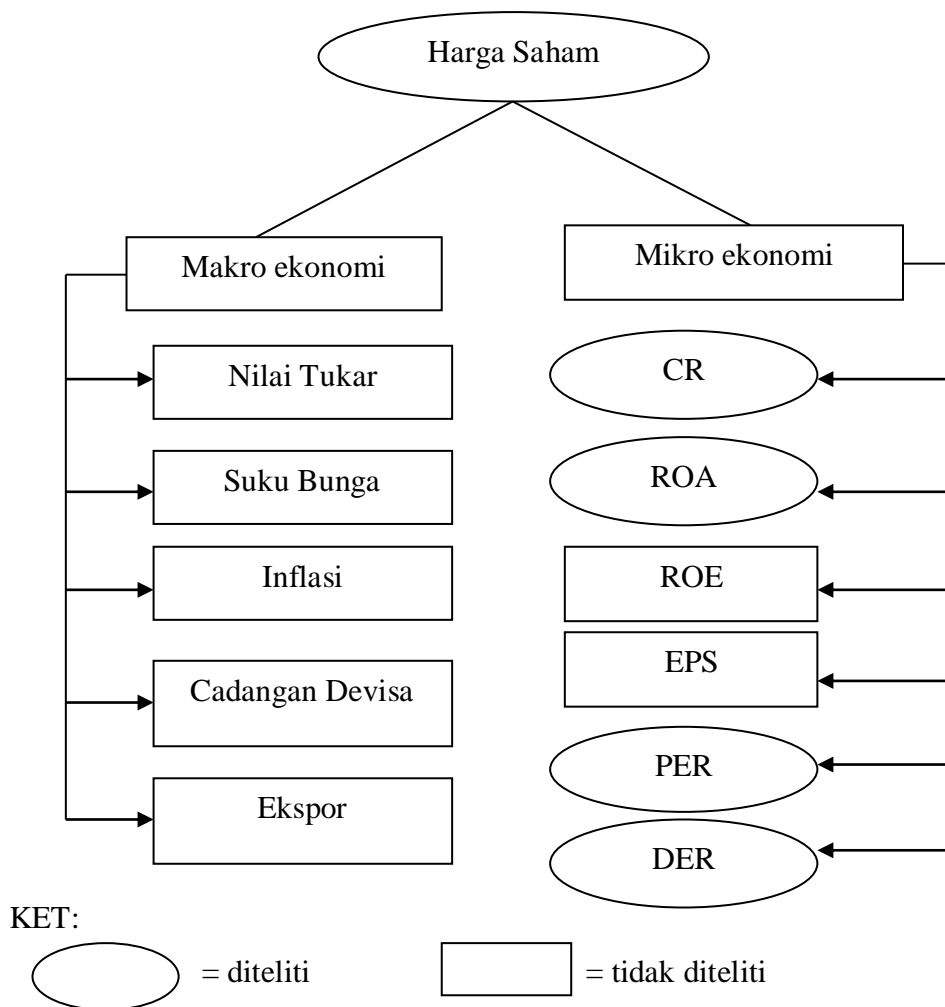 Harga Saham
Makro ekonomi
Mikro ekonomi
Nilai Tukar
CR
Suku Bunga
ROA
Inflasi
ROE
EPS
Cadangan Devisa
PER
Ekspor
DER
KET:
= diteliti
= tidak diteliti